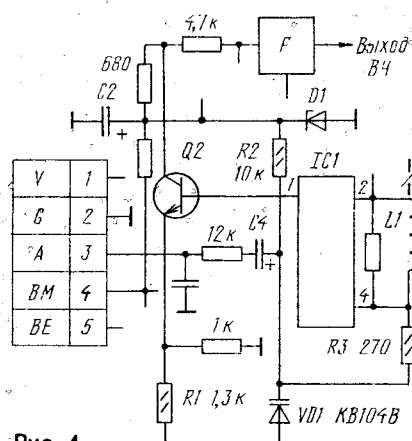 4,7к
F
Выход
ВЧ
680
C2
+
D1
Q2
R2
10к
IC1
1
2
V 1
G 2
A 3
BM 4
BE 5
12к
C4
+
L1
4
1к
R3 270
R1 1,3к
VD1 КВ104В
Рис. 4